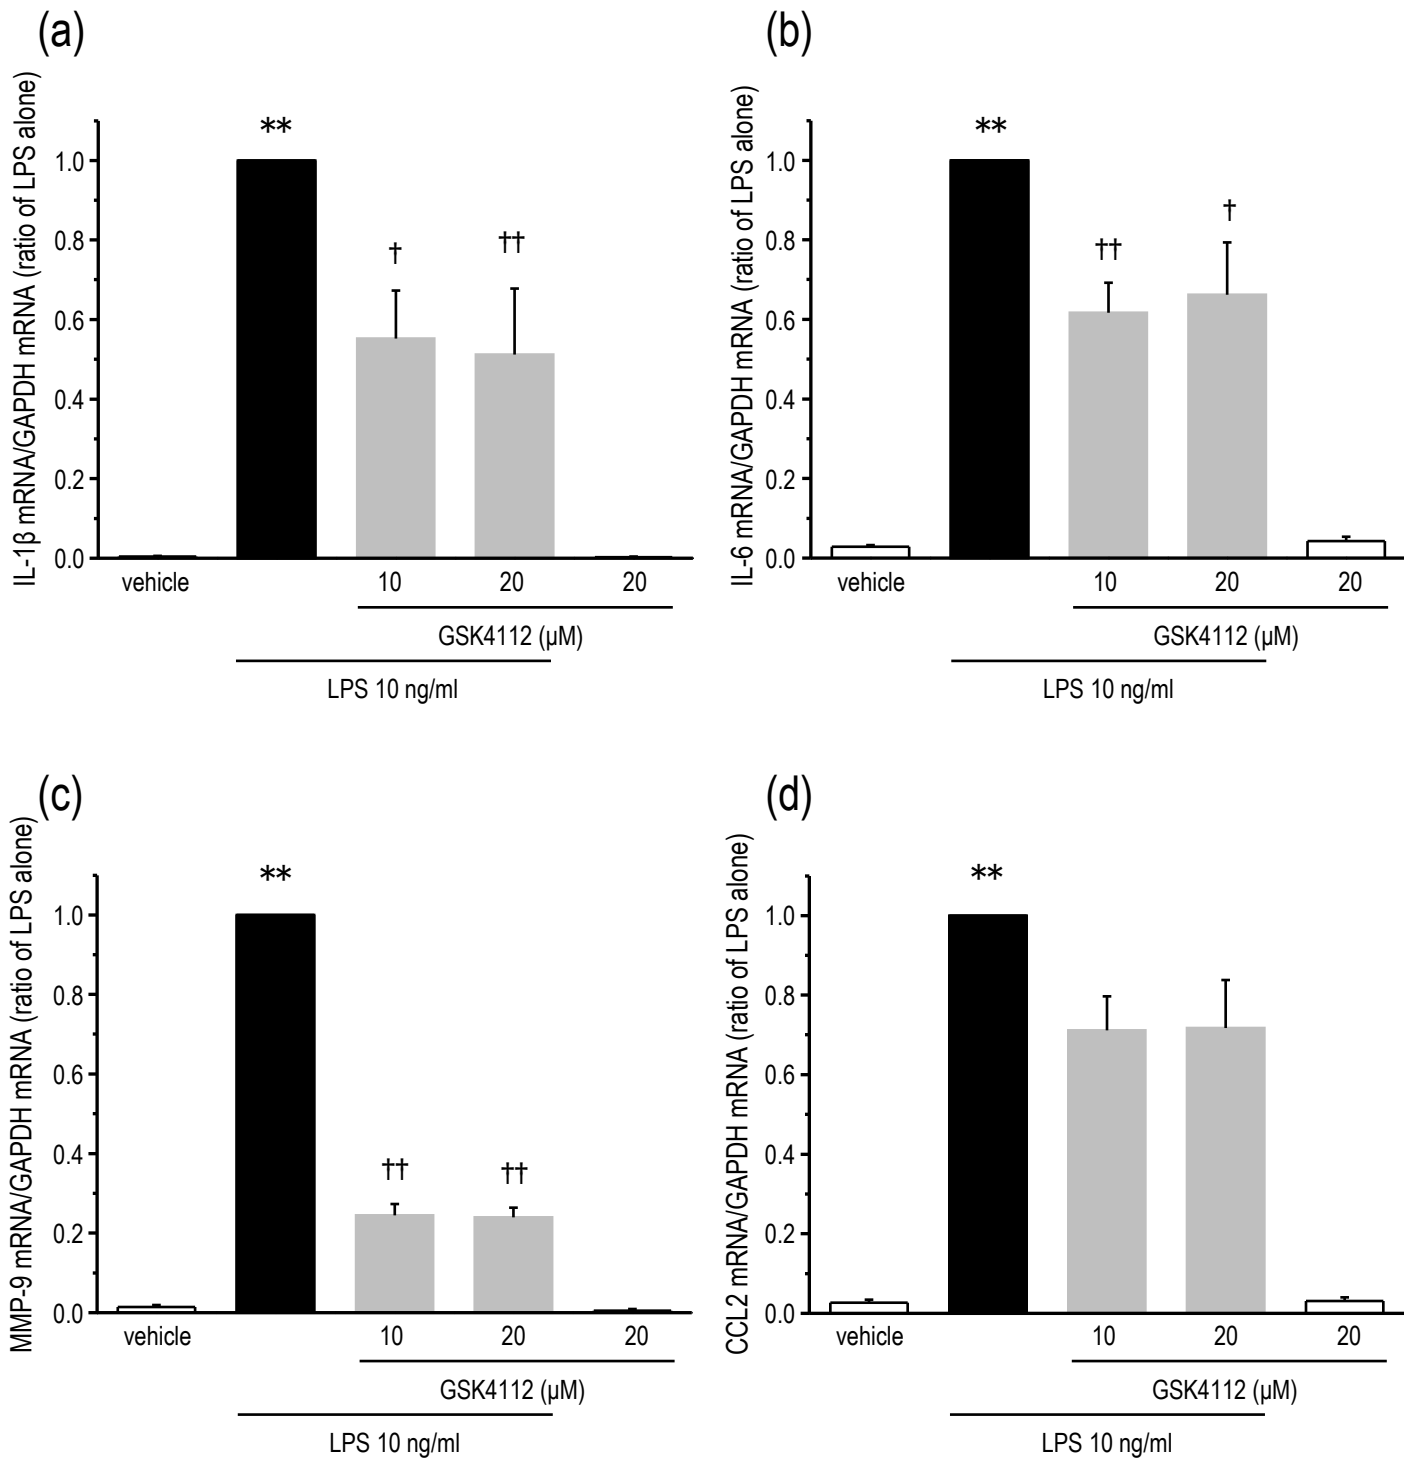 (a)
IL-1β mRNA/GAPDH mRNA (ratio of LPS alone)
**
1.0
†
††
0.8
0.6
0.4
0.2
0.0
vehicle 10 20 20
GSK4112 (μM)
LPS 10 ng/ml
(b)
IL-6 mRNA/GAPDH mRNA (ratio of LPS alone)
**
1.0
††
†
0.8
0.6
0.4
0.2
0.0
vehicle 10 20 20
GSK4112 (μM)
LPS 10 ng/ml
(c)
MMP-9 mRNA/GAPDH mRNA (ratio of LPS alone)
**
1.0
0.8
0.6
0.4
†† ††
0.2
0.0
vehicle 10 20 20
GSK4112 (μM)
LPS 10 ng/ml
(d)
CCL2 mRNA/GAPDH mRNA (ratio of LPS alone)
**
1.0
0.8
0.6
0.4
0.2
0.0
vehicle 10 20 20
GSK4112 (μM)
LPS 10 ng/ml